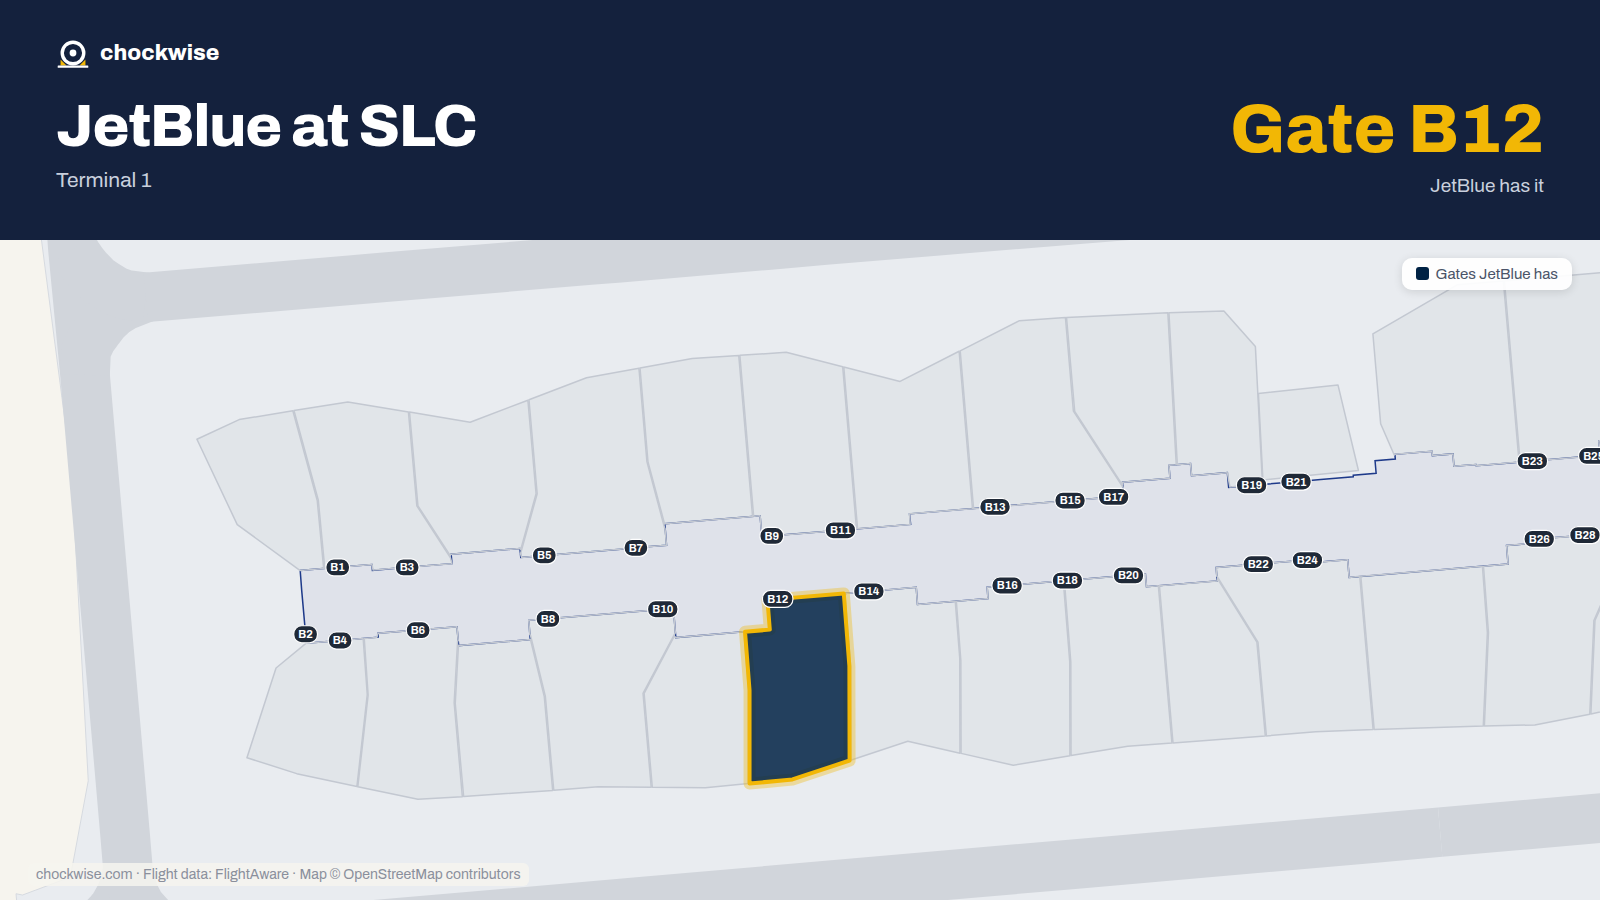 chockwise
JetBlue at SLC
Terminal 1
Gate B12
JetBlue has it
Gates JetBlue has
B1
B3
B5
B7
B9
B11
B13
B15
B17
B19
B21
B23
B2
B4
B6
B8
B10
B12
B14
B16
B18
B20
B22
B24
B26
B28
chockwise.com · Flight data: FlightAware · Map © OpenStreetMap contributors